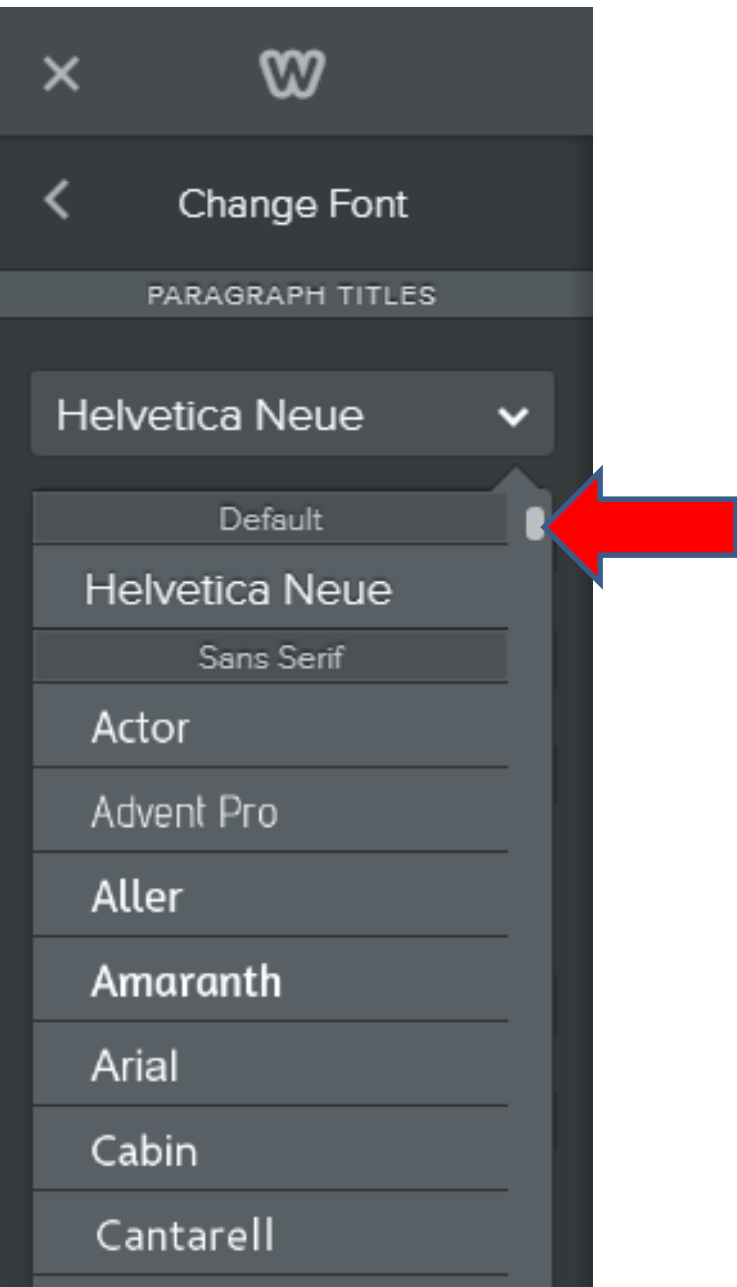 Change Font
PARAGRAPH TITLES
Helvetica Neue
Default
Helvetica Neue
Sans Serif
Actor
Advent Pro
Aller
Amaranth
Arial
Cabin
Cantarell